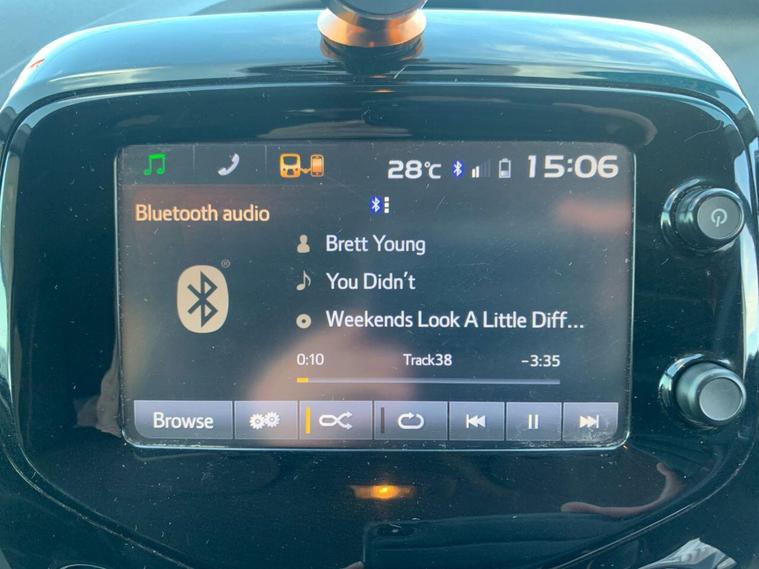 28°C 15:06
Bluetooth audio
®
Brett Young
You Didn't
Weekends Look A Little Diff...
0:10 Track38 -3:35
Browse